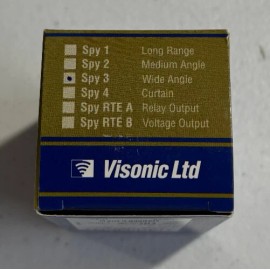 Spy 1 Long Range
Spy 2 Medium Angle
Spy 3 Wide Angle
Spy 4 Curtain
Spy RTE A Relay Output
Spy RTE B Voltage Output
Visonic Ltd